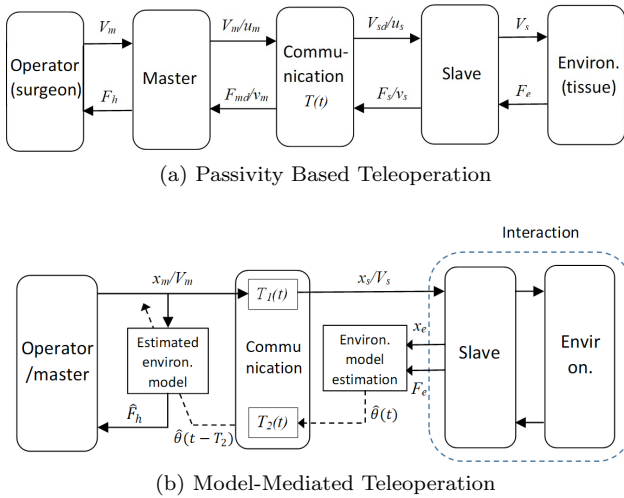 V_m
V_m/u_m
V_sd/u_s
V_s
Operator
(surgeon)
Master
Commu-
nication
T(t)
Slave
Environ.
(tissue)
F_h
F_md/v_m
F_s/v_s
F_e
(a) Passivity Based Teleoperation
Interaction
x_m/V_m
x_s/V_s
T_1(t)
Operator
/master
Estimated
environ.
model
Commu
nication
Environ.
model
estimation
x_e
F_e
Slave
Envir
on.
F̂_h
θ̂(t − T_2)
T_2(t)
θ̂(t)
(b) Model-Mediated Teleoperation